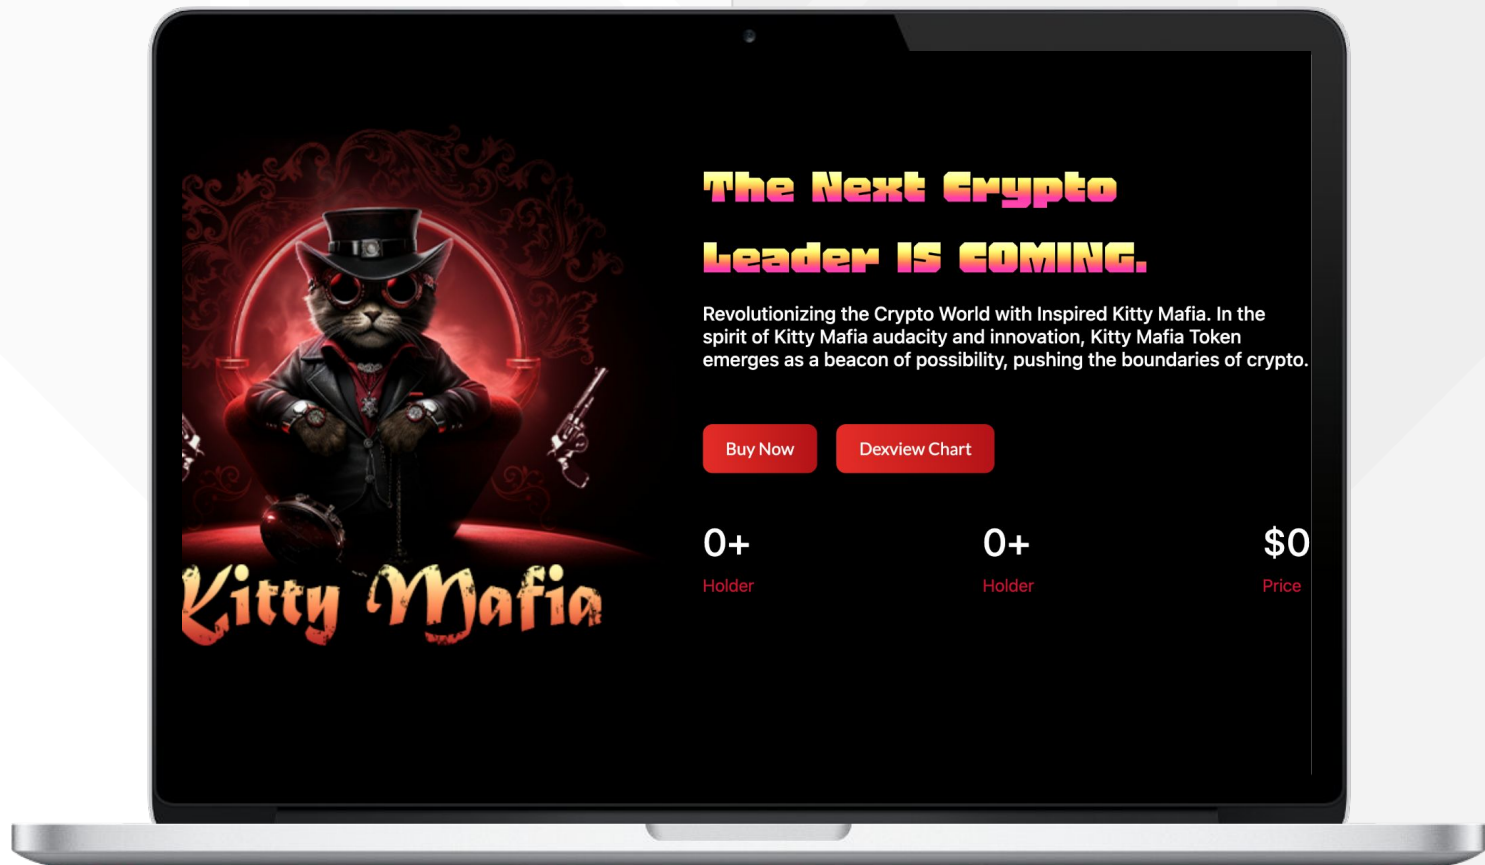 The Next Crypto
Leader IS COMING.
Revolutionizing the Crypto World with Inspired Kitty Mafia. In the
spirit of Kitty Mafia audacity and innovation, Kitty Mafia Token
emerges as a beacon of possibility, pushing the boundaries of crypto.
Buy Now
Dexview Chart
0+
Holder
0+
Holder
$0
Price
Kitty Mafia